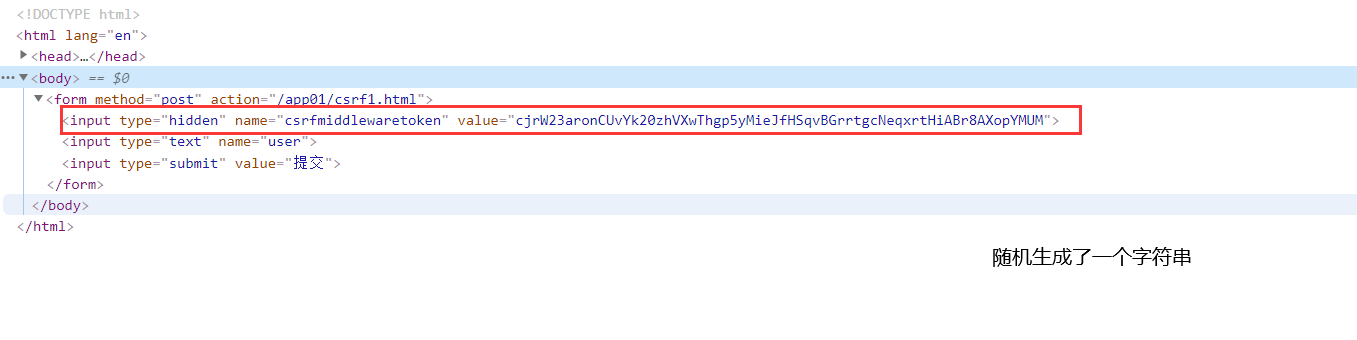 <!DOCTYPE html>
<html lang="en">
<head>…</head>
<body> == $0
<form method="post" action="/app01/csrf1.html">
<input type="hidden" name="csrfmiddlewaretoken" value="cjrW23aronCUvYk20zhVXwThgp5yMieJfHSqvBGrrtgcNeqxrtHiABr8AXopYMUM">
<input type="text" name="user">
<input type="submit" value="提交">
</form>
</body>
</html>
随机生成了一个字符串